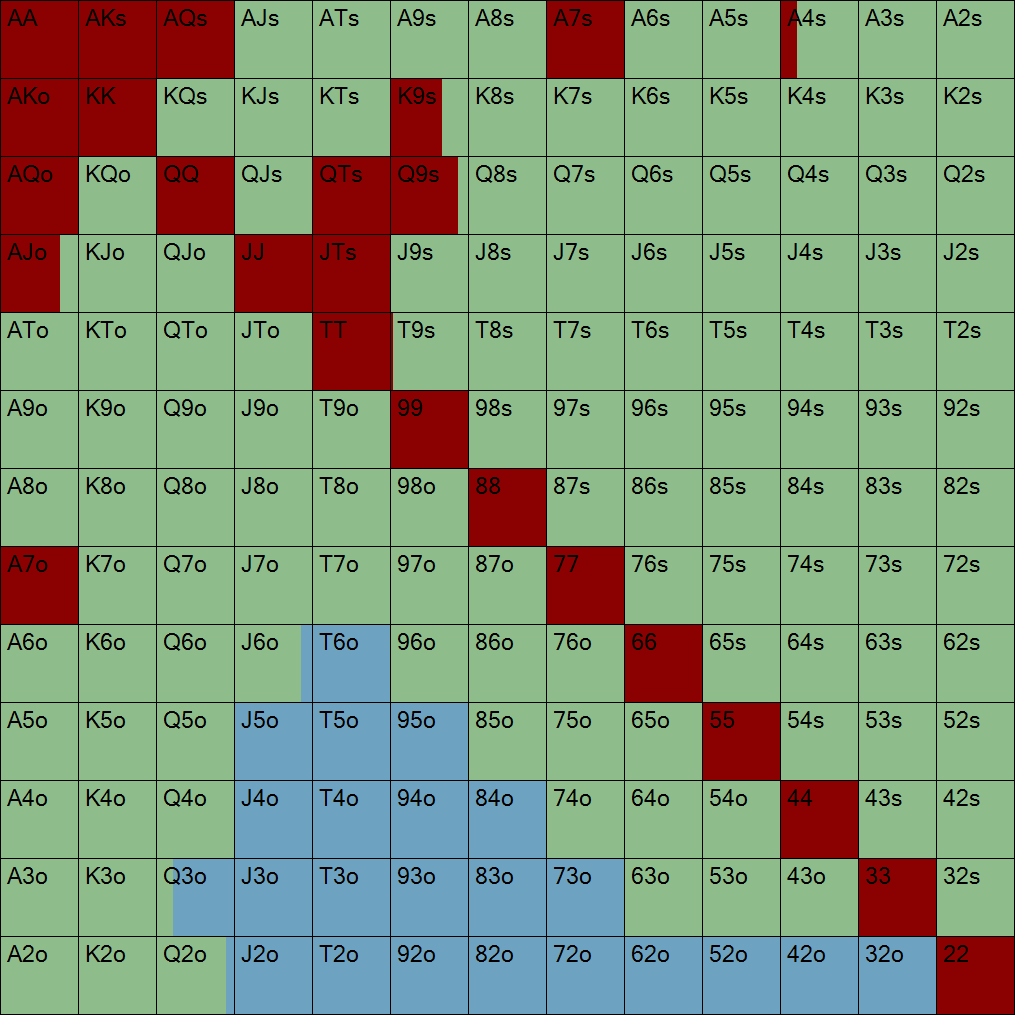 AA AKs AQs AJs ATs A9s A8s A7s A6s A5s A4s A3s A2s
AKo KK KQs KJs KTs K9s K8s K7s K6s K5s K4s K3s K2s
AQo KQo QQ QJs QTs Q9s Q8s Q7s Q6s Q5s Q4s Q3s Q2s
AJo KJo QJo JJ JTs J9s J8s J7s J6s J5s J4s J3s J2s
ATo KTo QTo JTo TT T9s T8s T7s T6s T5s T4s T3s T2s
A9o K9o Q9o J9o T9o 99 98s 97s 96s 95s 94s 93s 92s
A8o K8o Q8o J8o T8o 98o 88 87s 86s 85s 84s 83s 82s
A7o K7o Q7o J7o T7o 97o 87o 77 76s 75s 74s 73s 72s
A6o K6o Q6o J6o T6o 96o 86o 76o 66 65s 64s 63s 62s
A5o K5o Q5o J5o T5o 95o 85o 75o 65o 55 54s 53s 52s
A4o K4o Q4o J4o T4o 94o 84o 74o 64o 54o 44 43s 42s
A3o K3o Q3o J3o T3o 93o 83o 73o 63o 53o 43o 33 32s
A2o K2o Q2o J2o T2o 92o 82o 72o 62o 52o 42o 32o 22